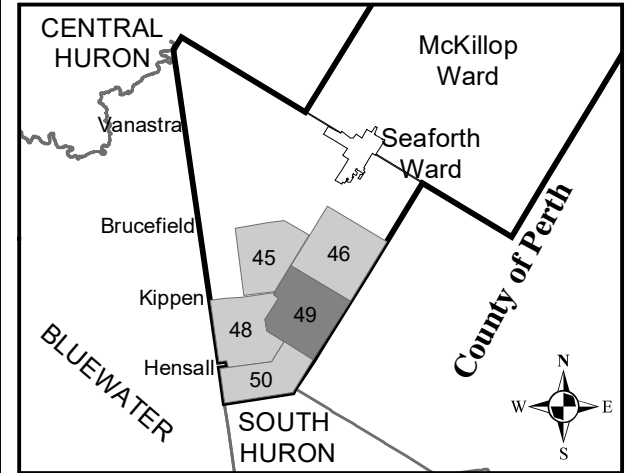 CENTRAL
HURON
McKillop
Ward
Vanastra
Seaforth
Ward
Brucefield
45
46
County of Perth
Kippen
49
48
Hensall
50
BLUEWATER
SOUTH
HURON
N
W
E
S